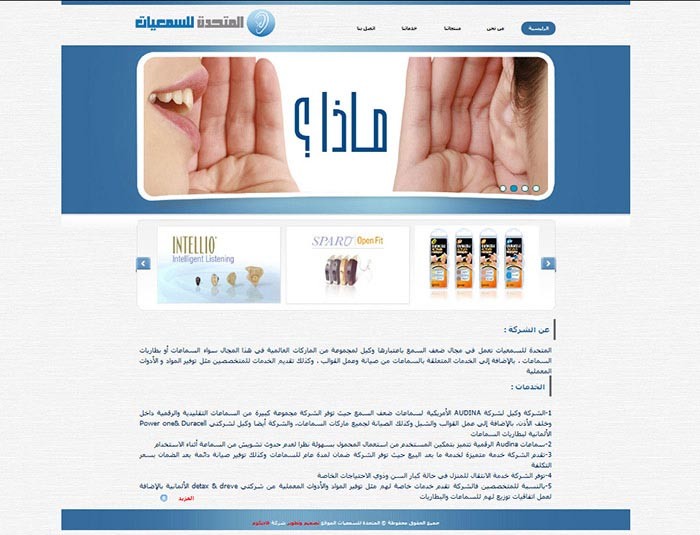 المتحدة للسمعيات
الرئيسية
من نحن
منتجاتنا
خدماتنا
اتصل بنا
ماذا؟
INTELLIO
Intelligent Listening
SPARO Open Fit
عن الشركة :
المتحدة للسمعيات تعمل في مجال ضعف السمع باعتبارها وكيل لمجموعة من الماركات العالمية في هذا المجال سواء السماعات أو بطاريات
السماعات ، بالإضافة إلى الخدمات المتعلقة بالسماعات من صيانة وعمل القوالب ، وكذلك تقديم الخدمات للمتخصصين مثل توفير المواد و الأدوات
المعملية
الخدمات :
1-الشركة وكيل لشركة AUDINA الأمريكية لسماعات ضعف السمع حيث توفر الشركة مجموعة كبيرة من السماعات التقليدية والرقمية داخل
وخلف الأذن، بالإضافة إلى عمل القوالب والشيل وكذلك الصيانة لجميع ماركات السماعات، والشركة أيضا وكيل لشركتي Power one& Duracell
الألمانية لبطاريات السماعات
2-سماعات Audina الرقمية تتميز بتمكين المستخدم من استعمال المحمول بسهولة نظرا لعدم حدوث تشويش من السماعة أثناء الاستخدام
3-تقدم الشركة خدمة متميزة لخدمة ما بعد البيع حيث توفر الشركة ضمان لمدة عام للسماعات وكذلك توفير صيانة دائمة بعد الضمان بسعر
التكلفة
4-توفر الشركة خدمة الانتقال للمنزل في حالة كبار السن وذوي الاحتياجات الخاصة
5-بالنسبة للمتخصصين فالشركة تقدم خدمات خاصة لهم مثل توفير المواد والأدوات المعملية من شركتي detax & dreve الألمانية بالإضافة
لعمل اتفاقيات توزيع لهم للسماعات والبطاريات
المزيد
جميع الحقوق محفوظة © المتحدة للسمعيات الموقع تصميم وتطوير شركة